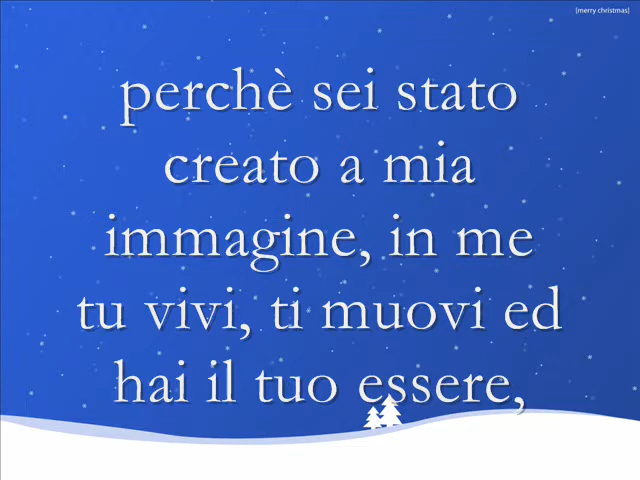 [merry christmas]
perchè sei stato
creato a mia
immagine, in me
tu vivi, ti muovi ed
hai il tuo essere,